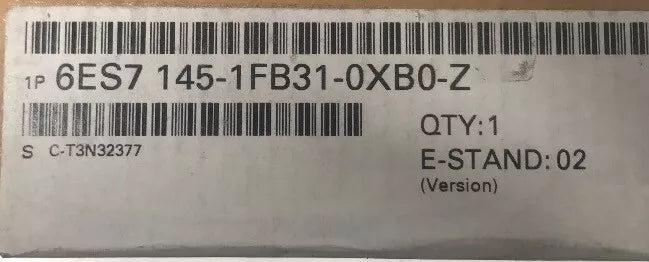 1P 6ES7 145-1FB31-0XB0-Z
S C-T3N32377
QTY:1
E-STAND: 02
(Version)